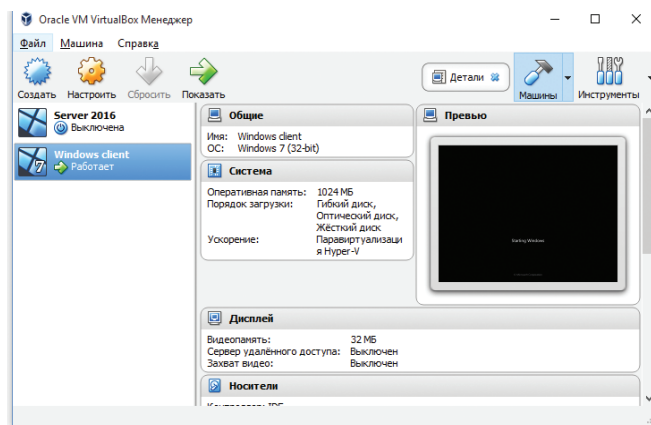 Oracle VM VirtualBox Менеджер
Файл Машина Справка
Создать Настроить Сбросить Показать
Детали
Машины Инструменты
Server 2016
Выключена
Windows client
Работает
Общие
Имя: Windows client
ОС: Windows 7 (32-bit)
Система
Оперативная память: 1024 МБ
Порядок загрузки: Гибкий диск,
Оптический диск,
Жёсткий диск
Ускорение: Паравиртуализаци
я Hyper-V
Превью
Starting Windows
Дисплей
Видеопамять: 32 МБ
Сервер удалённого доступа: Выключен
Захват видео: Выключен
Носители